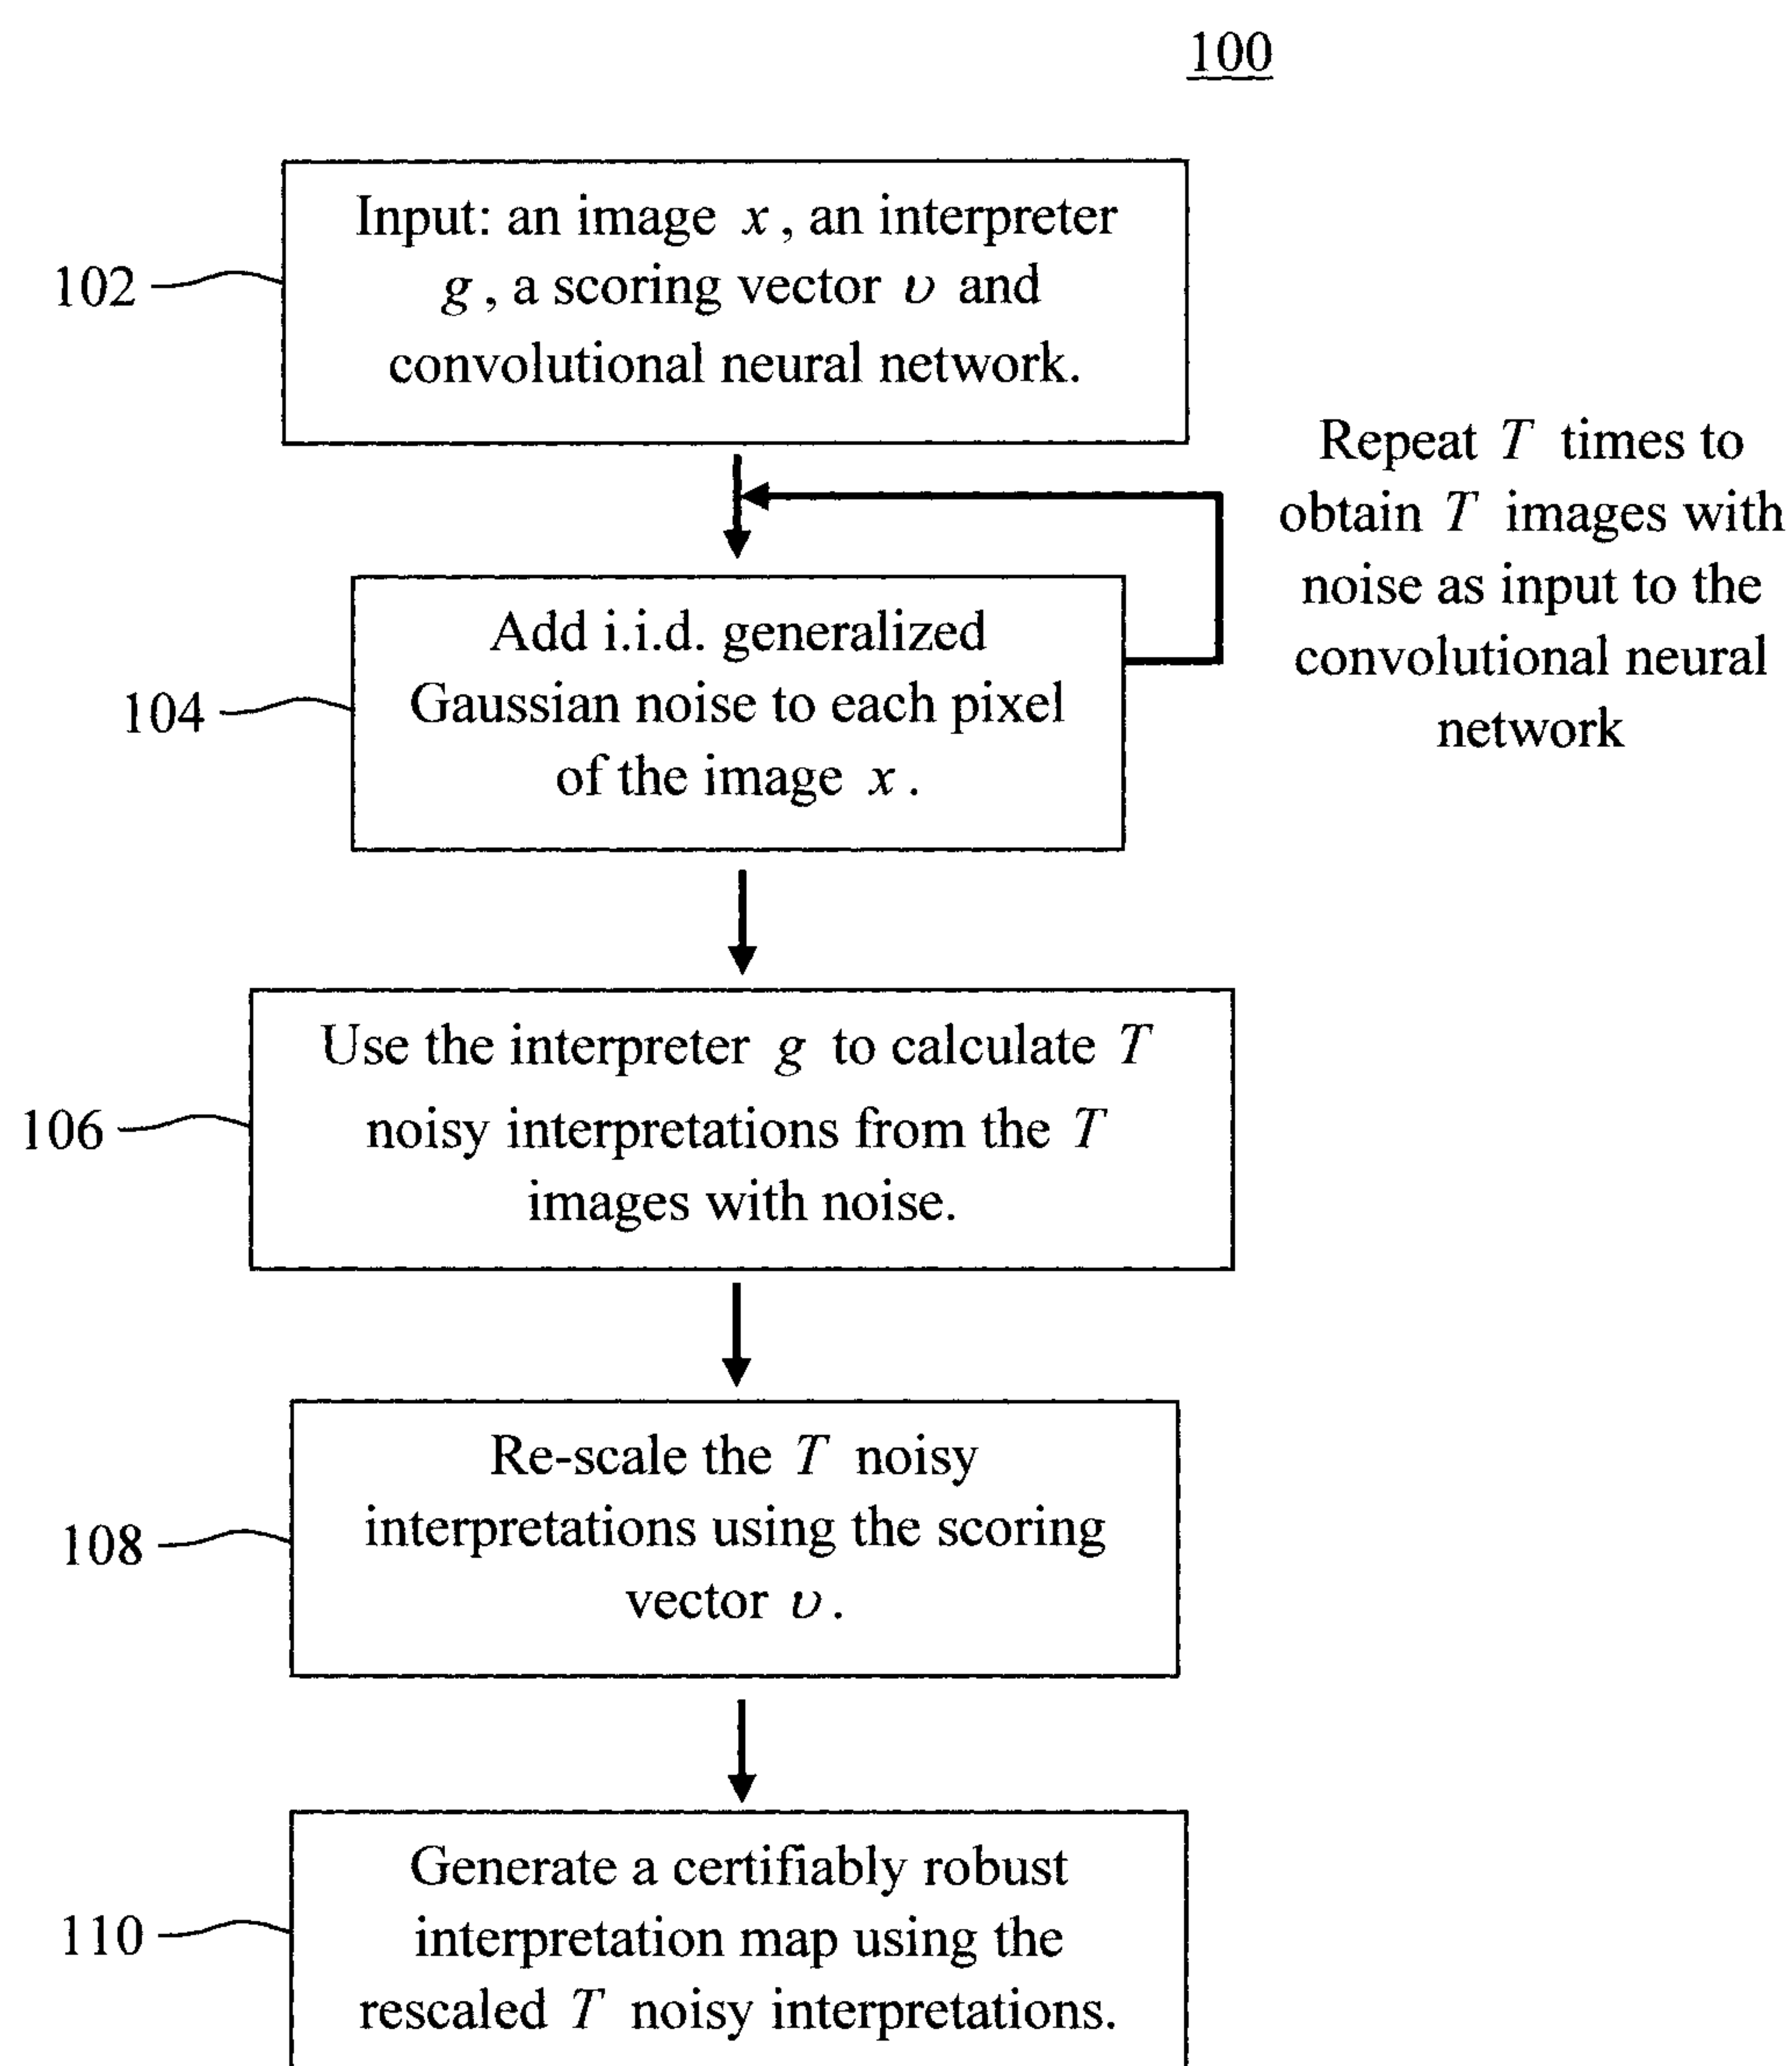 100
Input: an image x, an interpreter
g, a scoring vector υ and
convolutional neural network.
102
Repeat T times to
obtain T images with
noise as input to the
convolutional neural
network
Add i.i.d. generalized
Gaussian noise to each pixel
of the image x.
104
Use the interpreter g to calculate T
noisy interpretations from the T
images with noise.
106
Re-scale the T noisy
interpretations using the scoring
vector υ.
108
Generate a certifiably robust
interpretation map using the
rescaled T noisy interpretations.
110